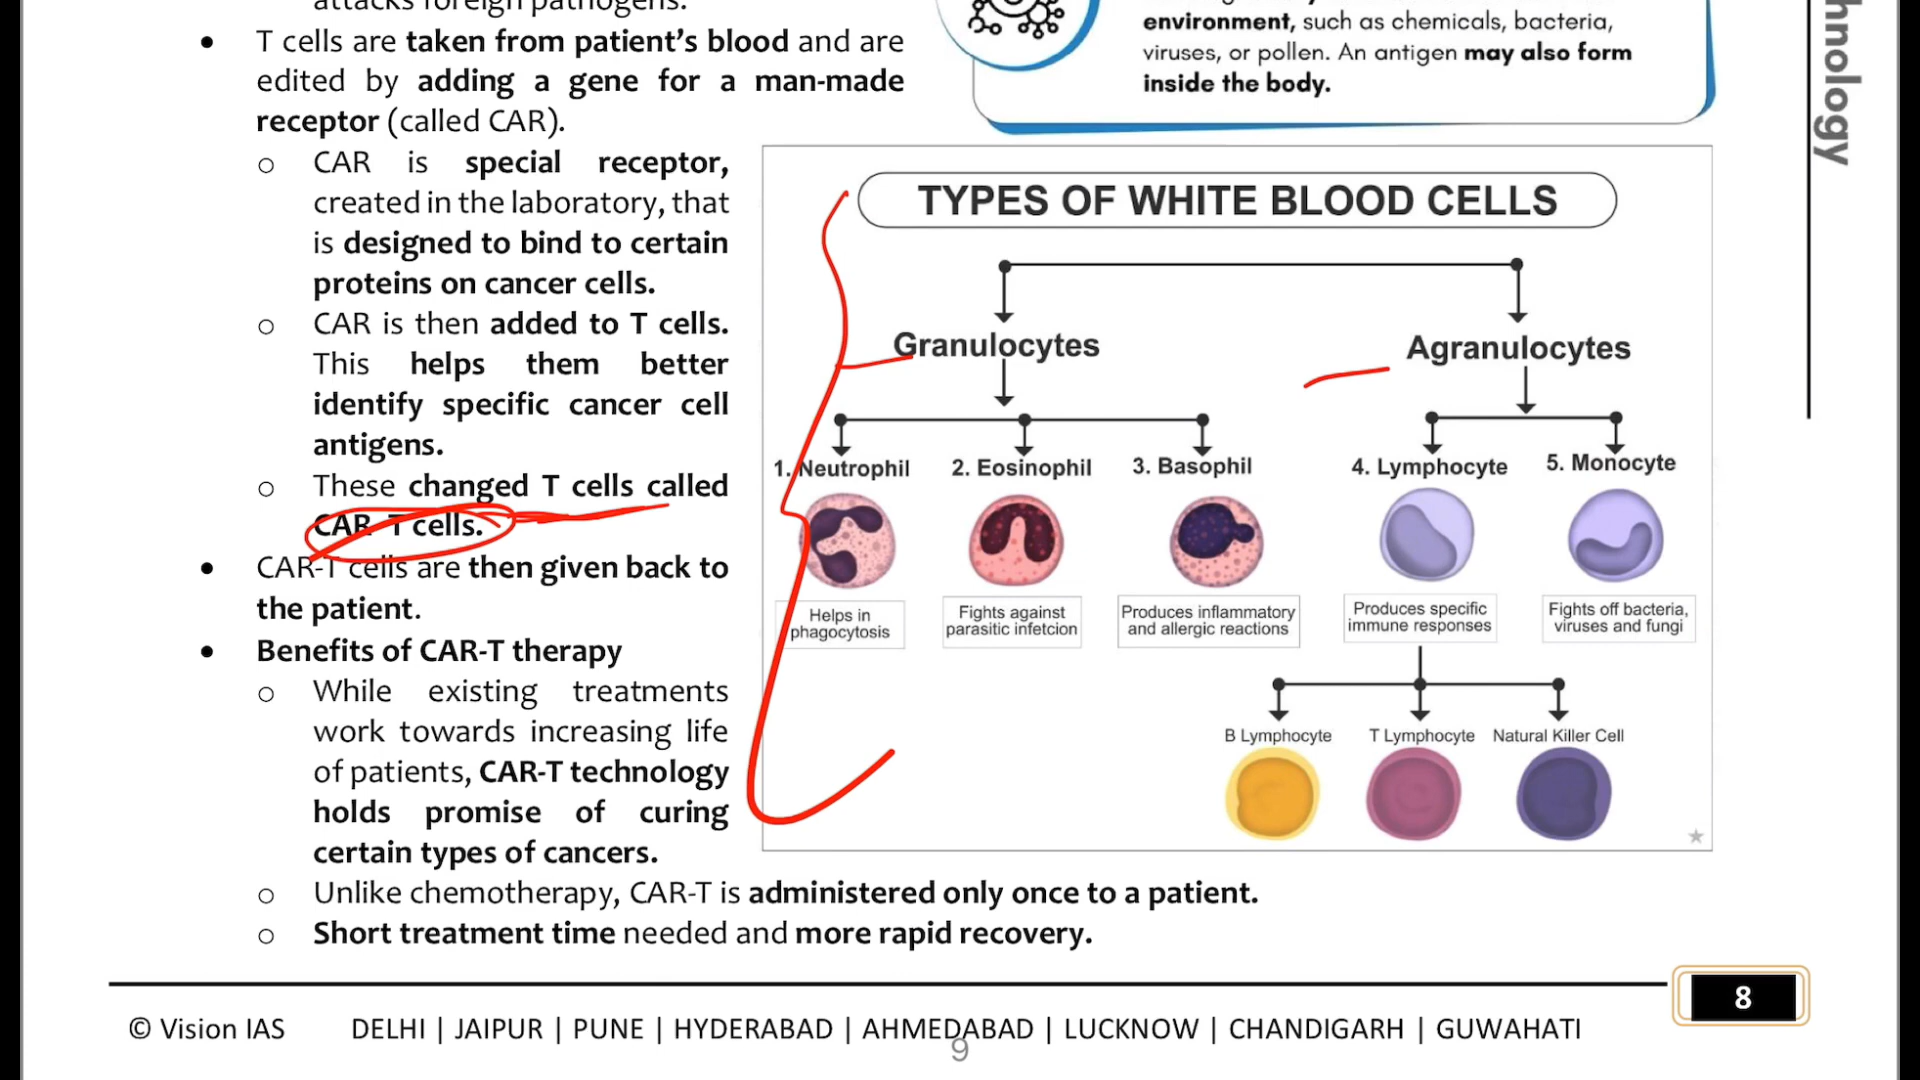 attacks foreign pathogens.
• T cells are taken from patient's blood and are
edited by adding a gene for a man-made
receptor (called CAR).
o CAR is special receptor,
created in the laboratory, that
is designed to bind to certain
proteins on cancer cells.
o CAR is then added to T cells.
This helps them better
identify specific cancer cell
antigens.
o These changed T cells called
CAR-T cells.
• CAR-T cells are then given back to
the patient.
• Benefits of CAR-T therapy
o While existing treatments
work towards increasing life
of patients, CAR-T technology
holds promise of curing
certain types of cancers.
o Unlike chemotherapy, CAR-T is administered only once to a patient.
o Short treatment time needed and more rapid recovery.
environment, such as chemicals, bacteria,
viruses, or pollen. An antigen may also form
inside the body.
TYPES OF WHITE BLOOD CELLS
Granulocytes
Agranulocytes
1. Neutrophil
2. Eosinophil
3. Basophil
4. Lymphocyte
5. Monocyte
Helps in
phagocytosis
Fights against
parasitic infetcion
Produces inflammatory
and allergic reactions
Produces specific
immune responses
Fights off bacteria,
viruses and fungi
B Lymphocyte
T Lymphocyte
Natural Killer Cell
hnology
8
© Vision IAS
DELHI | JAIPUR | PUNE | HYDERABAD | AHMEDABAD | LUCKNOW | CHANDIGARH | GUWAHATI
9